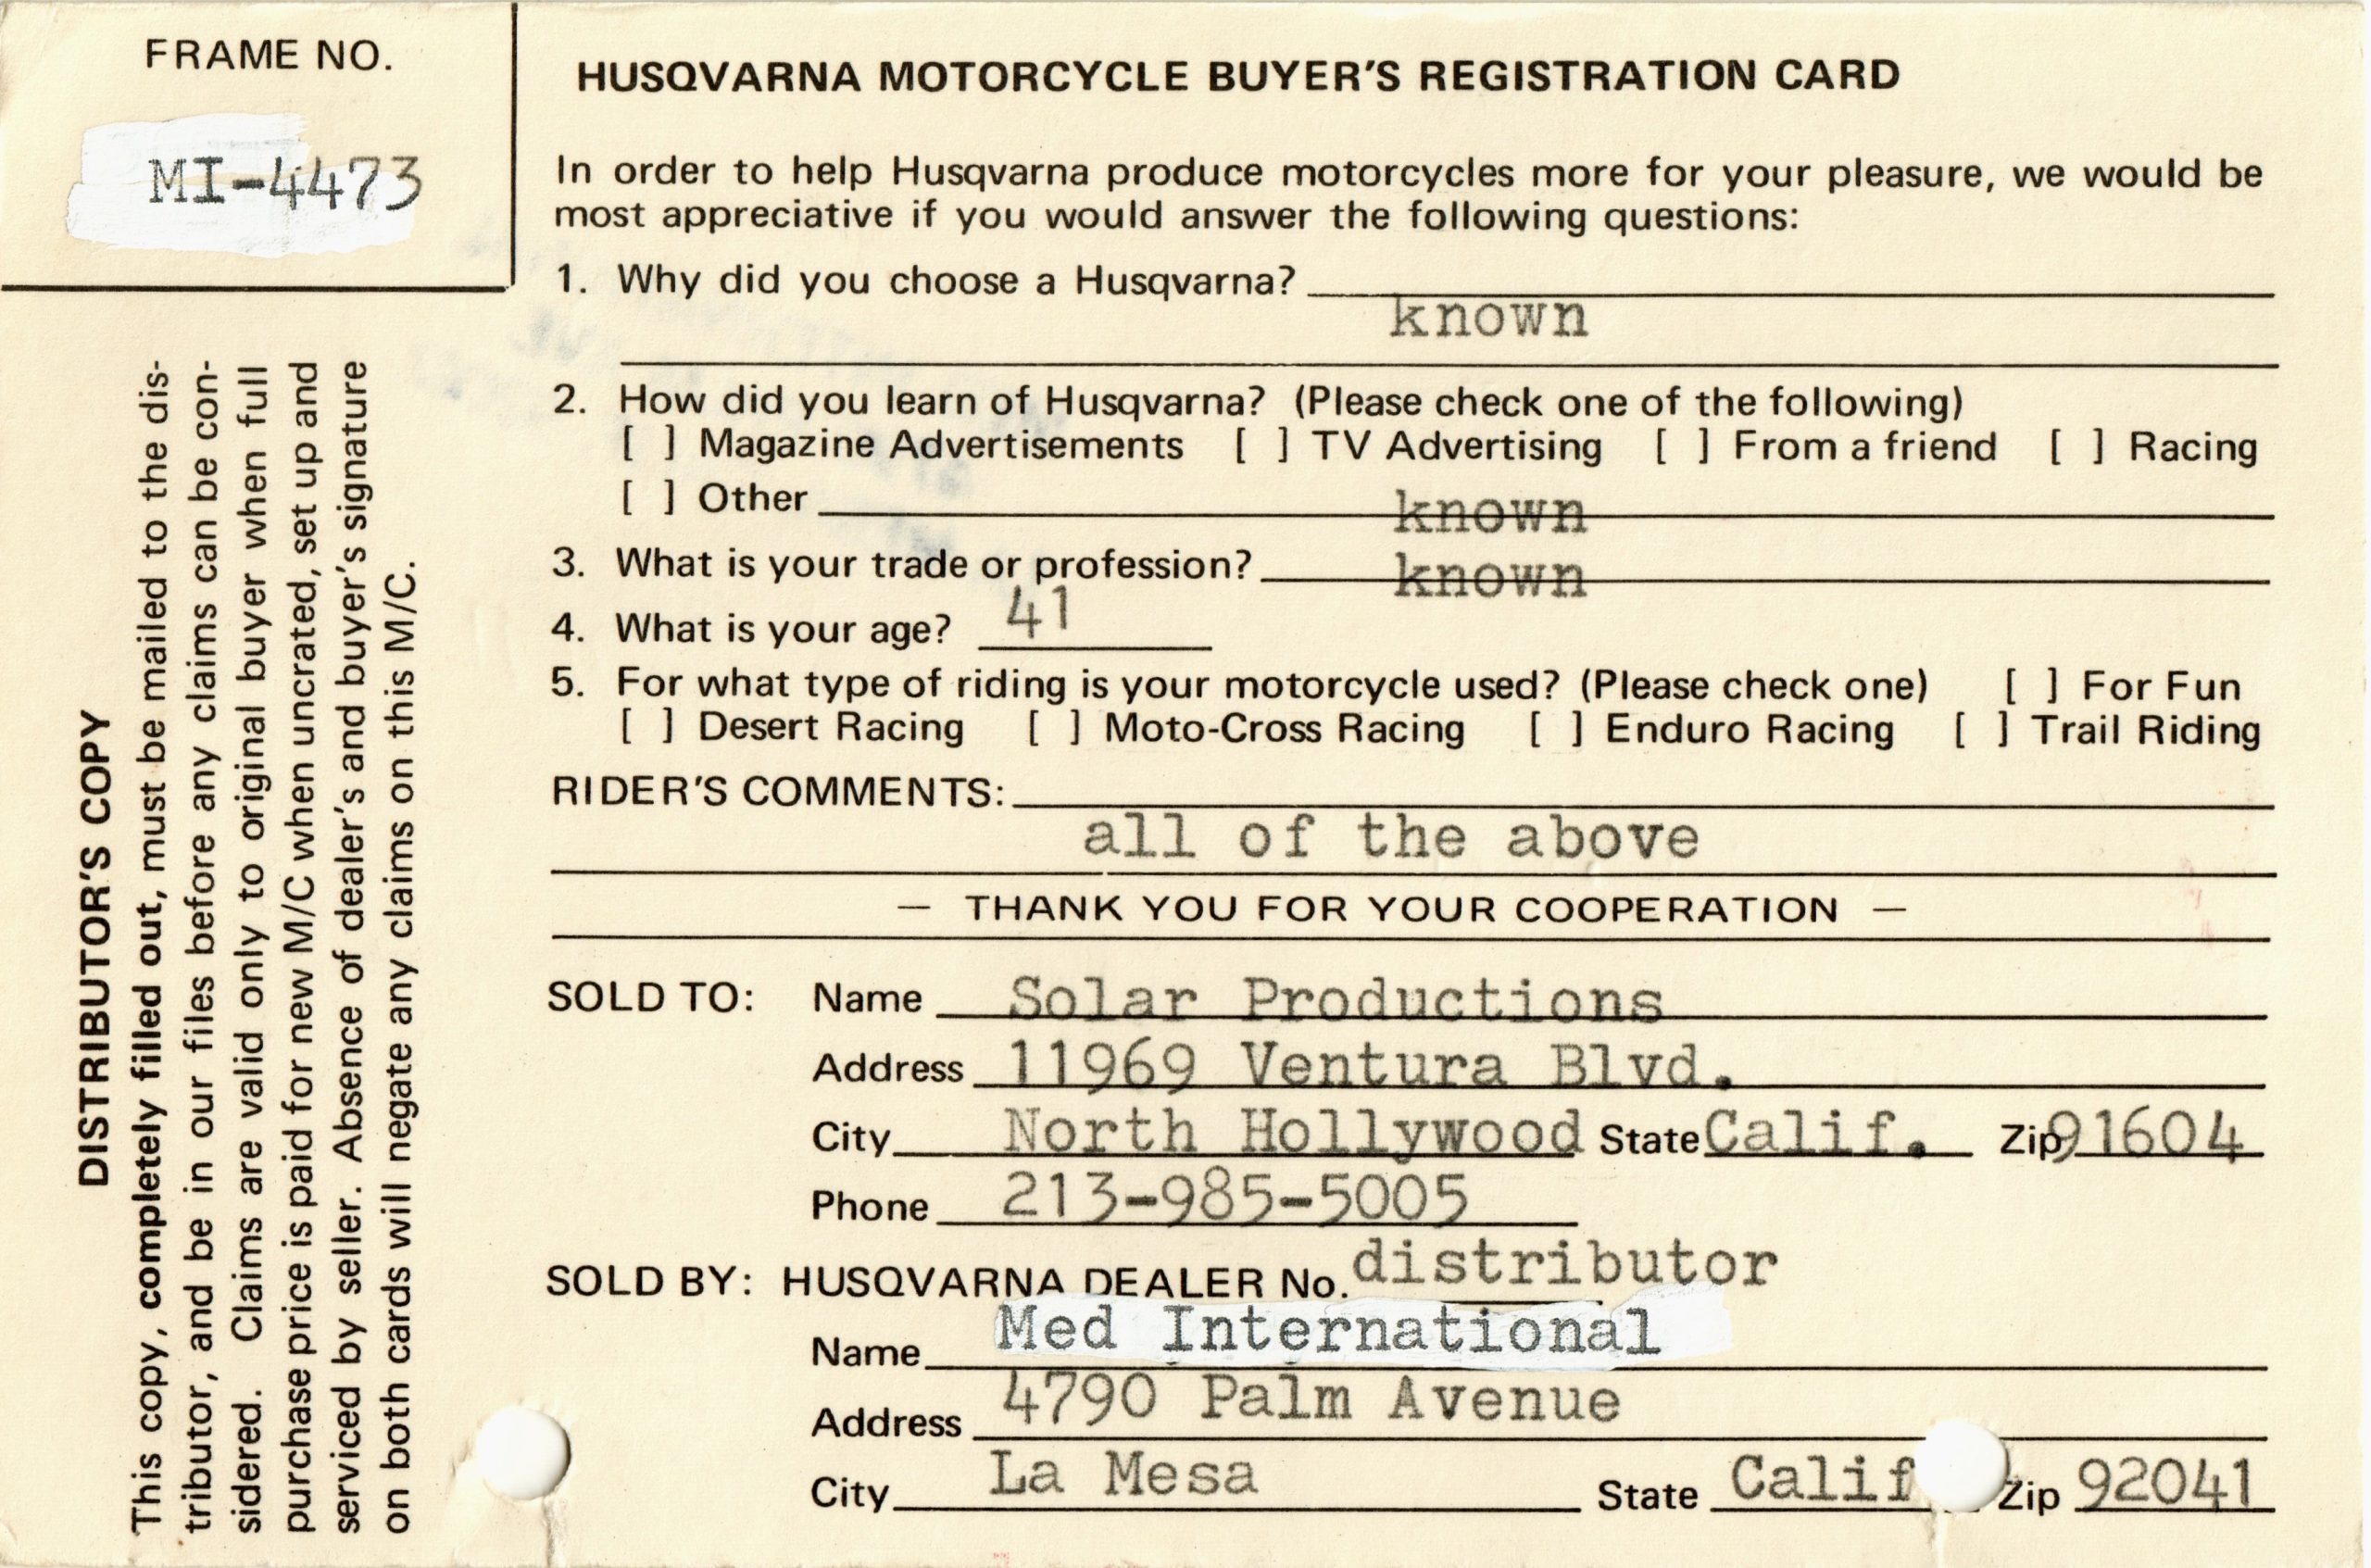 FRAME NO.
MI-4473
HUSQVARNA MOTORCYCLE BUYER'S REGISTRATION CARD
In order to help Husqvarna produce motorcycles more for your pleasure, we would be
most appreciative if you would answer the following questions:
1. Why did you choose a Husqvarna?
known
2. How did you learn of Husqvarna? (Please check one of the following)
[ ] Magazine Advertisements [ ] TV Advertising [ ] From a friend [ ] Racing
[ ] Other known
3. What is your trade or profession? known
4. What is your age? 41
5. For what type of riding is your motorcycle used? (Please check one) [ ] For Fun
[ ] Desert Racing [ ] Moto-Cross Racing [ ] Enduro Racing [ ] Trail Riding
RIDER'S COMMENTS:
all of the above
— THANK YOU FOR YOUR COOPERATION —
SOLD TO: Name Solar Productions
Address 11969 Ventura Blvd.
City North Hollywood State Calif. Zip 91604
Phone 213-985-5005
SOLD BY: HUSQVARNA DEALER No. distributor
Name Med International
Address 4790 Palm Avenue
City La Mesa State Calif Zip 92041
DISTRIBUTOR'S COPY
This copy, completely filled out, must be mailed to the dis-
tributor, and be in our files before any claims can be con-
sidered. Claims are valid only to original buyer when full
purchase price is paid for new M/C when uncrated, set up and
serviced by seller. Absence of dealer's and buyer's signature
on both cards will negate any claims on this M/C.